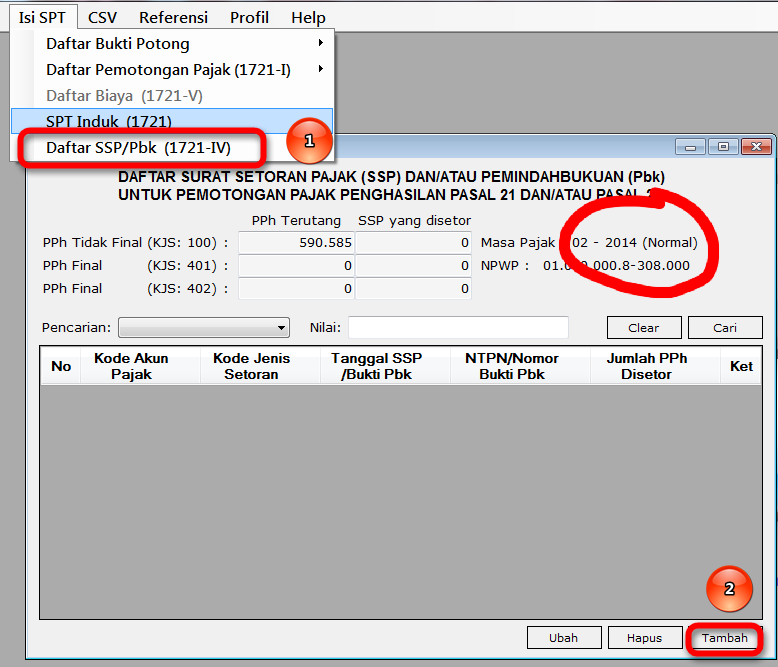 Isi SPT CSV Referensi Profil Help
Daftar Bukti Potong
Daftar Pemotongan Pajak (1721-I)
Daftar Biaya (1721-V)
SPT Induk (1721)
Daftar SSP/Pbk (1721-IV)
1
DAFTAR SURAT SETORAN PAJAK (SSP) DAN/ATAU PEMINDAHBUKUAN (Pbk)
UNTUK PEMOTONGAN PAJAK PENGHASILAN PASAL 21 DAN/ATAU PASAL
PPh Terutang SSP yang disetor
PPh Tidak Final (KJS: 100) : 590.585 0 Masa Pajak 02 - 2014 (Normal)
PPh Final (KJS: 401) : 0 0 NPWP : 000.8-308.000
PPh Final (KJS: 402) : 0 0
Pencarian: Nilai: Clear Cari
No Kode Akun Pajak Kode Jenis Setoran Tanggal SSP /Bukti Pbk NTPN/Nomor Bukti Pbk Jumlah PPh Disetor Ket
2
Ubah Hapus Tambah